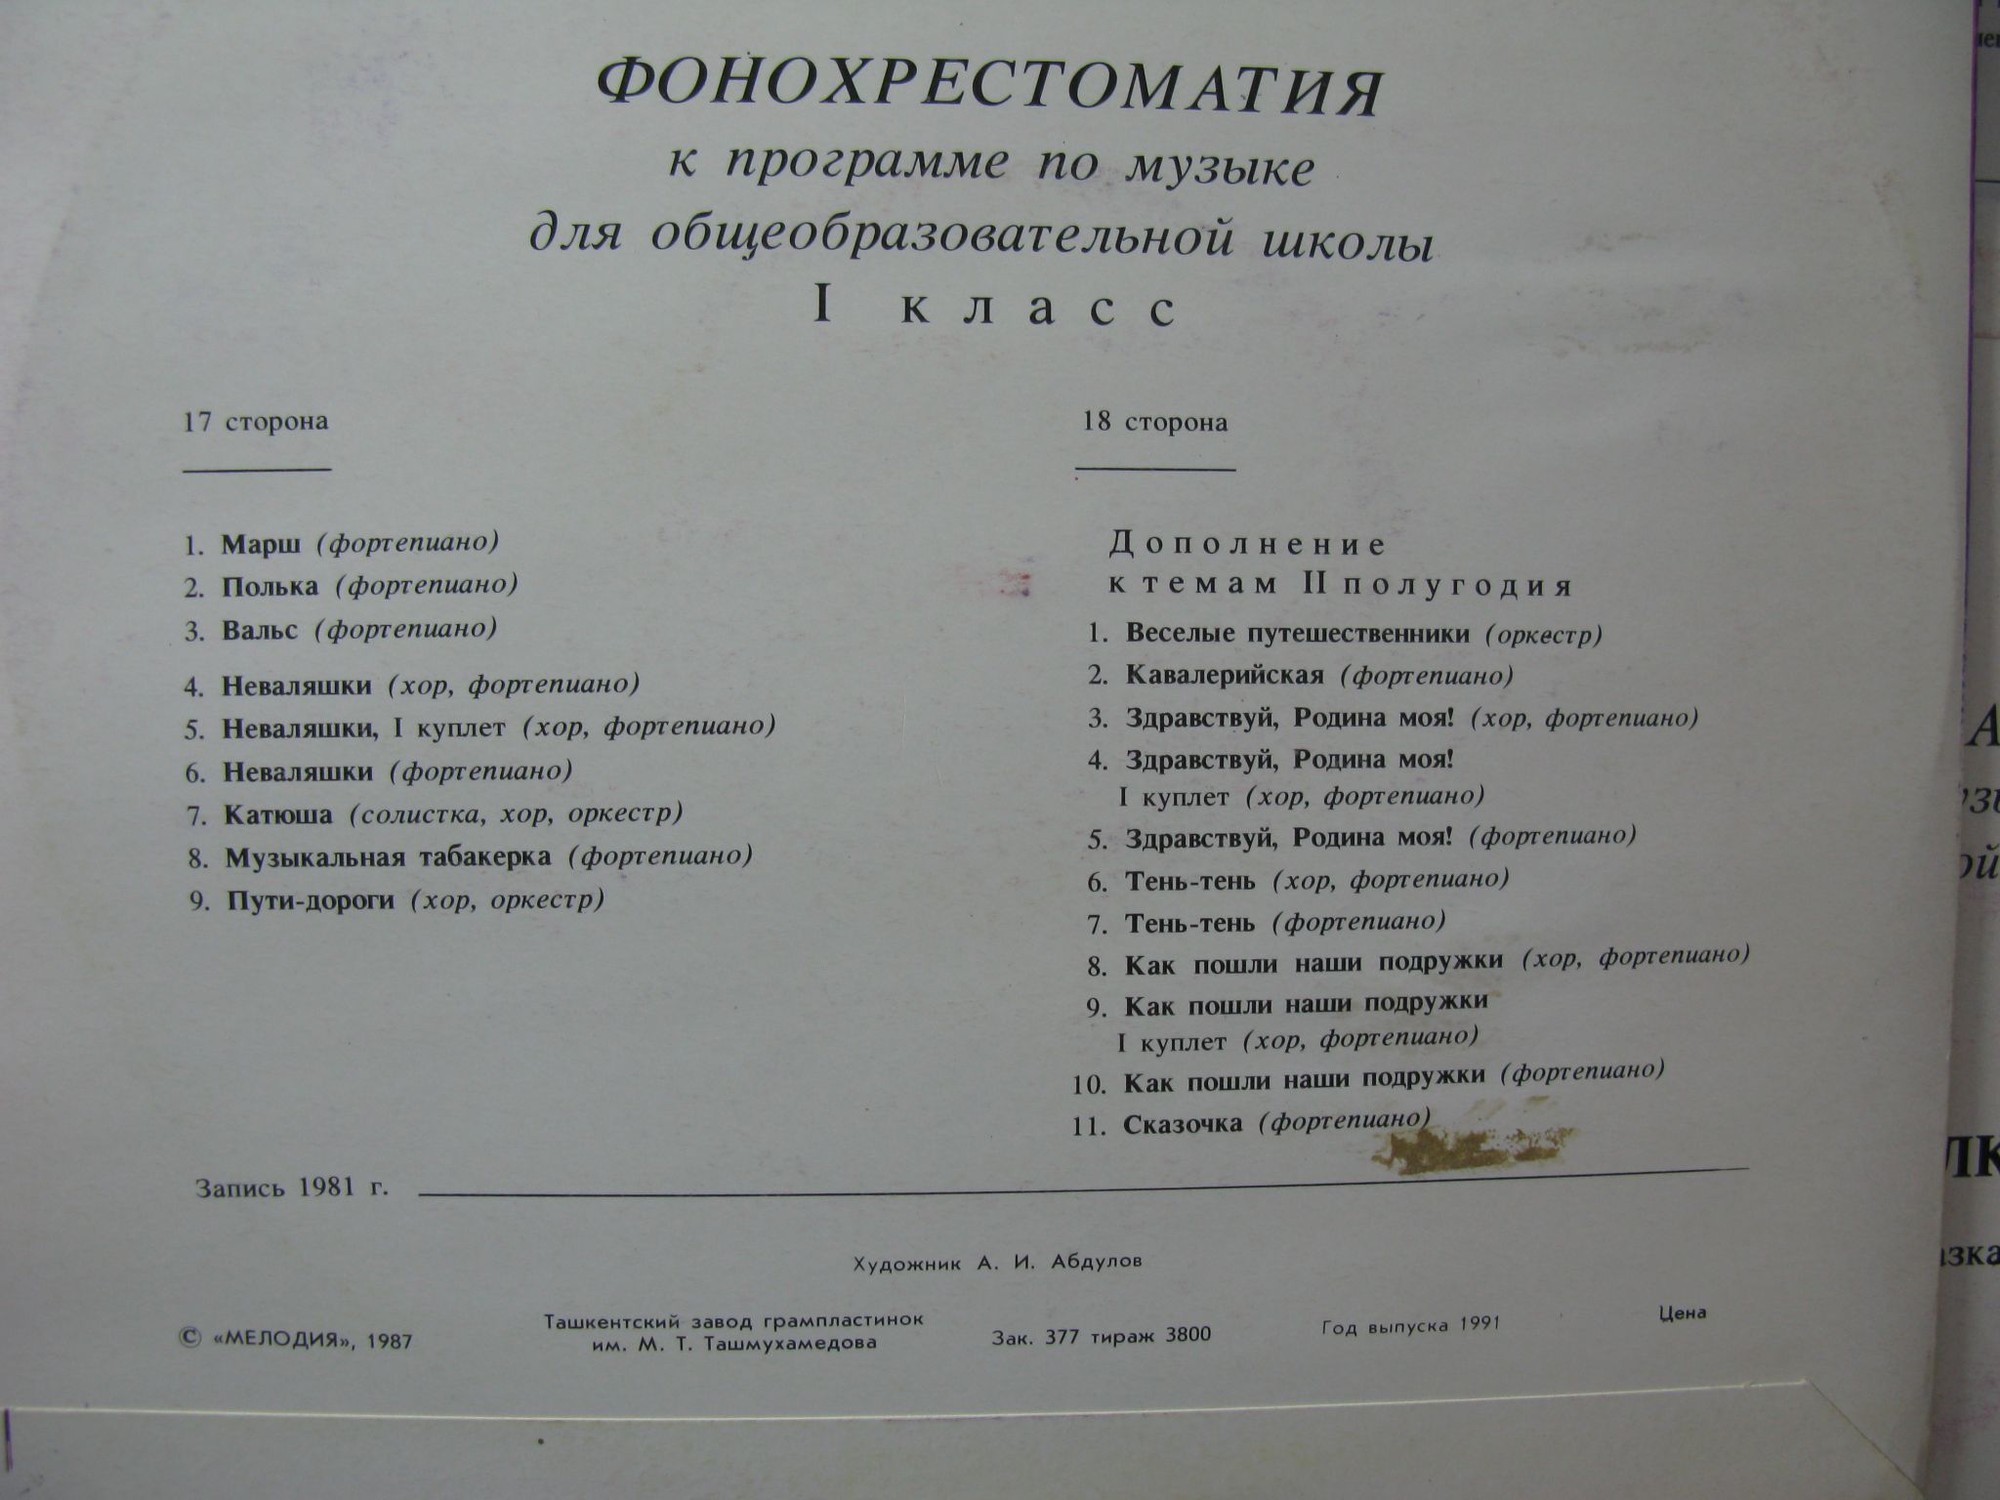 ФОНОХРЕСТОМАТИЯ
к программе по музыке
для общеобразовательной школы
I класс
17 сторона
1. Марш (фортепиано)
2. Полька (фортепиано)
3. Вальс (фортепиано)
4. Неваляшки (хор, фортепиано)
5. Неваляшки, I куплет (хор, фортепиано)
6. Неваляшки (фортепиано)
7. Катюша (солистка, хор, оркестр)
8. Музыкальная табакерка (фортепиано)
9. Пути-дороги (хор, оркестр)
18 сторона
Дополнение
к темам II полугодия
1. Веселые путешественники (оркестр)
2. Кавалерийская (фортепиано)
3. Здравствуй, Родина моя! (хор, фортепиано)
4. Здравствуй, Родина моя!
I куплет (хор, фортепиано)
5. Здравствуй, Родина моя! (фортепиано)
6. Тень-тень (хор, фортепиано)
7. Тень-тень (фортепиано)
8. Как пошли наши подружки (хор, фортепиано)
9. Как пошли наши подружки
I куплет (хор, фортепиано)
10. Как пошли наши подружки (фортепиано)
11. Сказочка (фортепиано)
Запись 1981 г.
Художник А. И. Абдулов
© «МЕЛОДИЯ», 1987
Ташкентский завод грампластинок
им. М. Т. Ташмухамедова
Зак. 377 тираж 3800
Год выпуска 1991
Цена